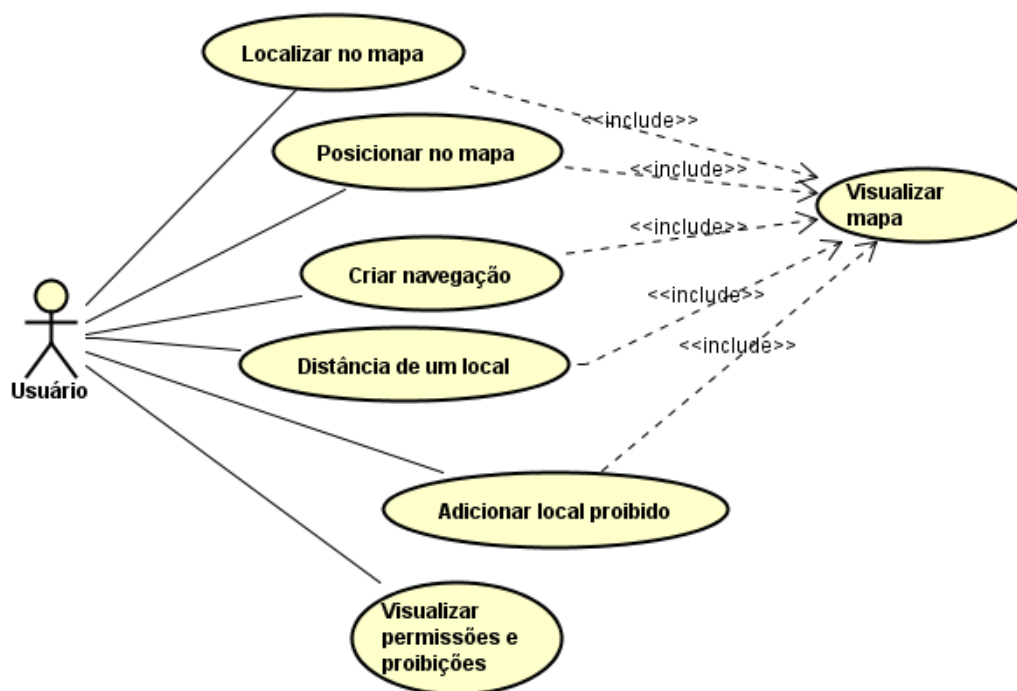 Localizar no mapa
<<include>>
Posicionar no mapa
<<include>>
Visualizar
mapa
<<include>>
Criar navegação
<<include>>
<<include>>
Distância de um local
Usuário
Adicionar local proibido
Visualizar
permissões e
proibições